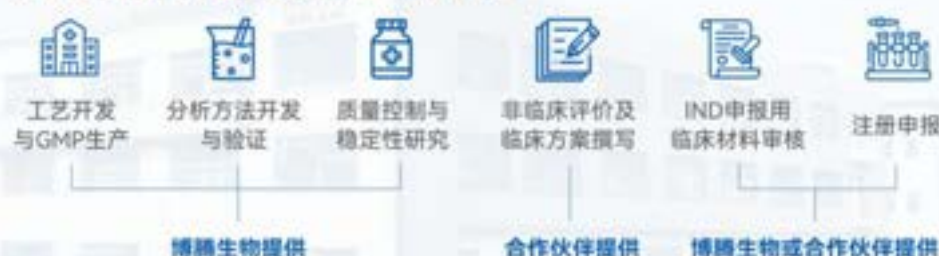 工艺开发
与GMP生产
分析方法开发
与验证
质量控制与
稳定性研究
非临床评价及
临床方案撰写
IND申报用
临床材料审核
注册申报
博腾生物提供
合作伙伴提供
博腾生物或合作伙伴提供